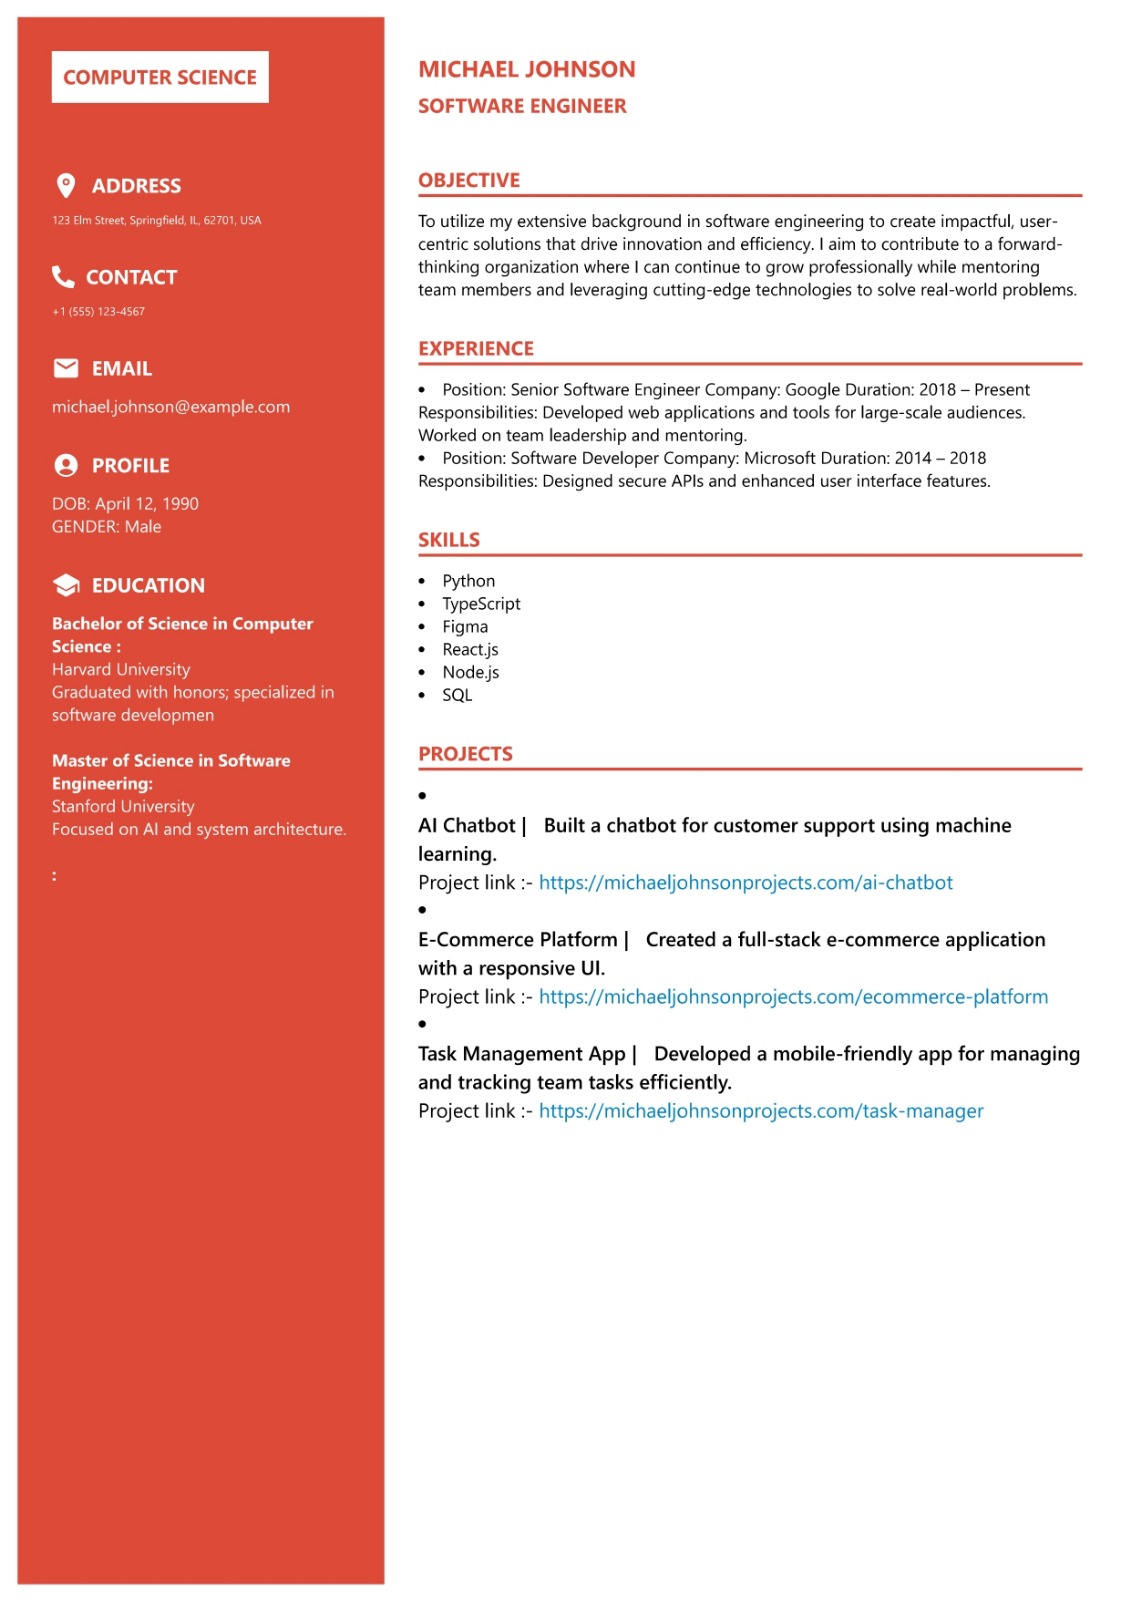 COMPUTER SCIENCE
ADDRESS
123 Elm Street, Springfield, IL, 62701, USA
CONTACT
+1 (555) 123-4567
EMAIL
michael.johnson@example.com
PROFILE
DOB: April 12, 1990
GENDER: Male
EDUCATION
Bachelor of Science in Computer
Science :
Harvard University
Graduated with honors; specialized in
software developmen
Master of Science in Software
Engineering:
Stanford University
Focused on AI and system architecture.
:
MICHAEL JOHNSON
SOFTWARE ENGINEER
OBJECTIVE
To utilize my extensive background in software engineering to create impactful, user-
centric solutions that drive innovation and efficiency. I aim to contribute to a forward-
thinking organization where I can continue to grow professionally while mentoring
team members and leveraging cutting-edge technologies to solve real-world problems.
EXPERIENCE
• Position: Senior Software Engineer Company: Google Duration: 2018 – Present
Responsibilities: Developed web applications and tools for large-scale audiences.
Worked on team leadership and mentoring.
• Position: Software Developer Company: Microsoft Duration: 2014 – 2018
Responsibilities: Designed secure APIs and enhanced user interface features.
SKILLS
• Python
• TypeScript
• Figma
• React.js
• Node.js
• SQL
PROJECTS
•
AI Chatbot | Built a chatbot for customer support using machine
learning.
Project link :- https://michaeljohnsonprojects.com/ai-chatbot
•
E-Commerce Platform | Created a full-stack e-commerce application
with a responsive UI.
Project link :- https://michaeljohnsonprojects.com/ecommerce-platform
•
Task Management App | Developed a mobile-friendly app for managing
and tracking team tasks efficiently.
Project link :- https://michaeljohnsonprojects.com/task-manager